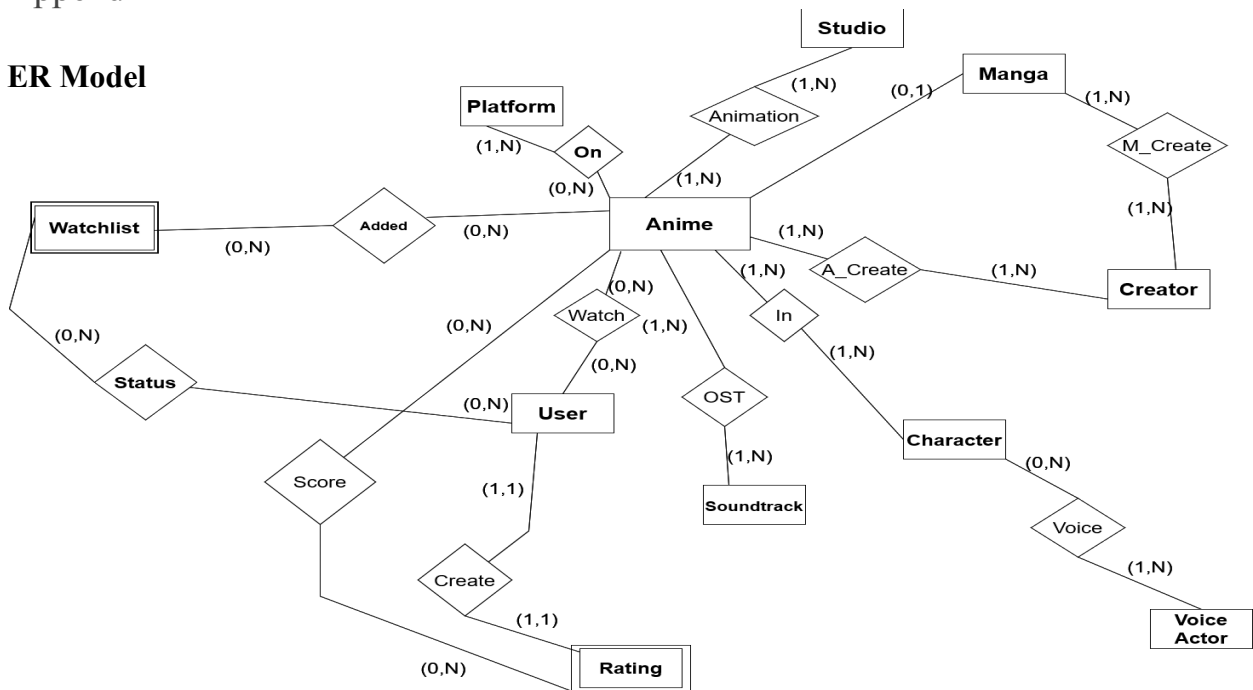 ER Model
Studio
Manga
Platform
(1,N)
(0,1)
(1,N)
Animation
M_Create
(1,N)
On
(0,N)
(1,N)
(1,N)
Watchlist
Added
Anime
(0,N)
(0,N)
(1,N)
A_Create
(1,N)
Creator
(1,N)
In
(0,N)
Watch
(0,N)
(1,N)
(0,N)
(1,N)
(0,N)
Status
(0,N)
User
OST
Character
(0,N)
(1,N)
Score
(1,1)
Soundtrack
Voice
(1,N)
Create
(1,1)
Voice
Actor
(0,N)
Rating